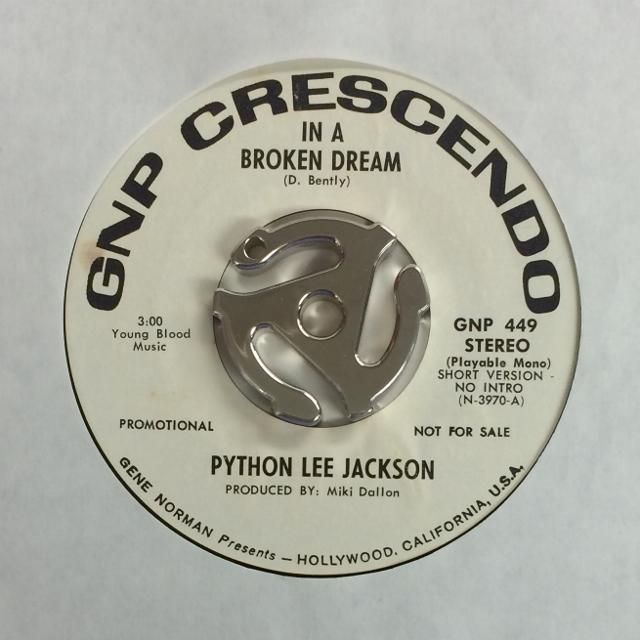 GNP CRESCENDO
IN A
BROKEN DREAM
(D. Bently)
3:00
Young Blood
Music
GNP 449
STEREO
(Playable Mono)
SHORT VERSION -
NO INTRO
(N-3970-A)
PROMOTIONAL
NOT FOR SALE
PYTHON LEE JACKSON
PRODUCED BY: Miki Dallon
GENE NORMAN Presents — HOLLYWOOD, CALIFORNIA, U.S.A.